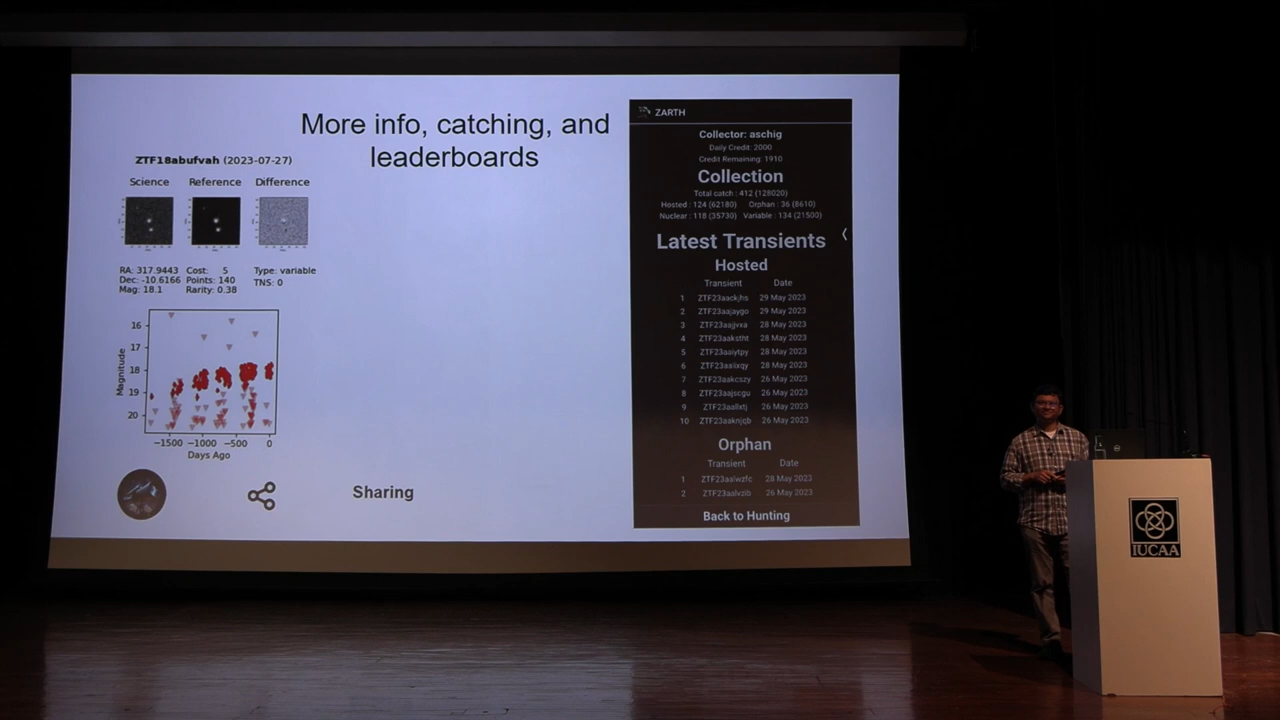 More info, catching, and
leaderboards
ZTF18abufvah (2023-07-27)
Science Reference Difference
RA: 317.9443 Cost: 5 Type: variable
Dec: -10.6166 Points: 140 TNS: 0
Mag: 18.1 Rarity: 0.38
Magnitude
16
17
18
19
20
−1500 −1000 −500 0
Days Ago
Sharing
ZARTH
Collector: aschig
Daily Credit: 2000
Credit Remaining: 1910
Collection
Total catch : 412 (128020)
Hosted : 124 (62180) Orphan : 36 (8610)
Nuclear : 118 (35730) Variable : 134 (21500)
Latest Transients
Hosted
Transient Date
1 ZTF23aackjhs 29 May 2023
2 ZTF23aajaygo 29 May 2023
3 ZTF23aajjvxa 28 May 2023
4 ZTF23aakstht 28 May 2023
5 ZTF23aaiytpy 28 May 2023
6 28 May 2023
7 ZTF23aakcszy 26 May 2023
8 ZTF23aajscgu 26 May 2023
9 26 May 2023
10 ZTF23aaknjqb 26 May 2023
Orphan
Transient Date
1 28 May 2023
2 26 May 2023
Back to Hunting
IUCAA